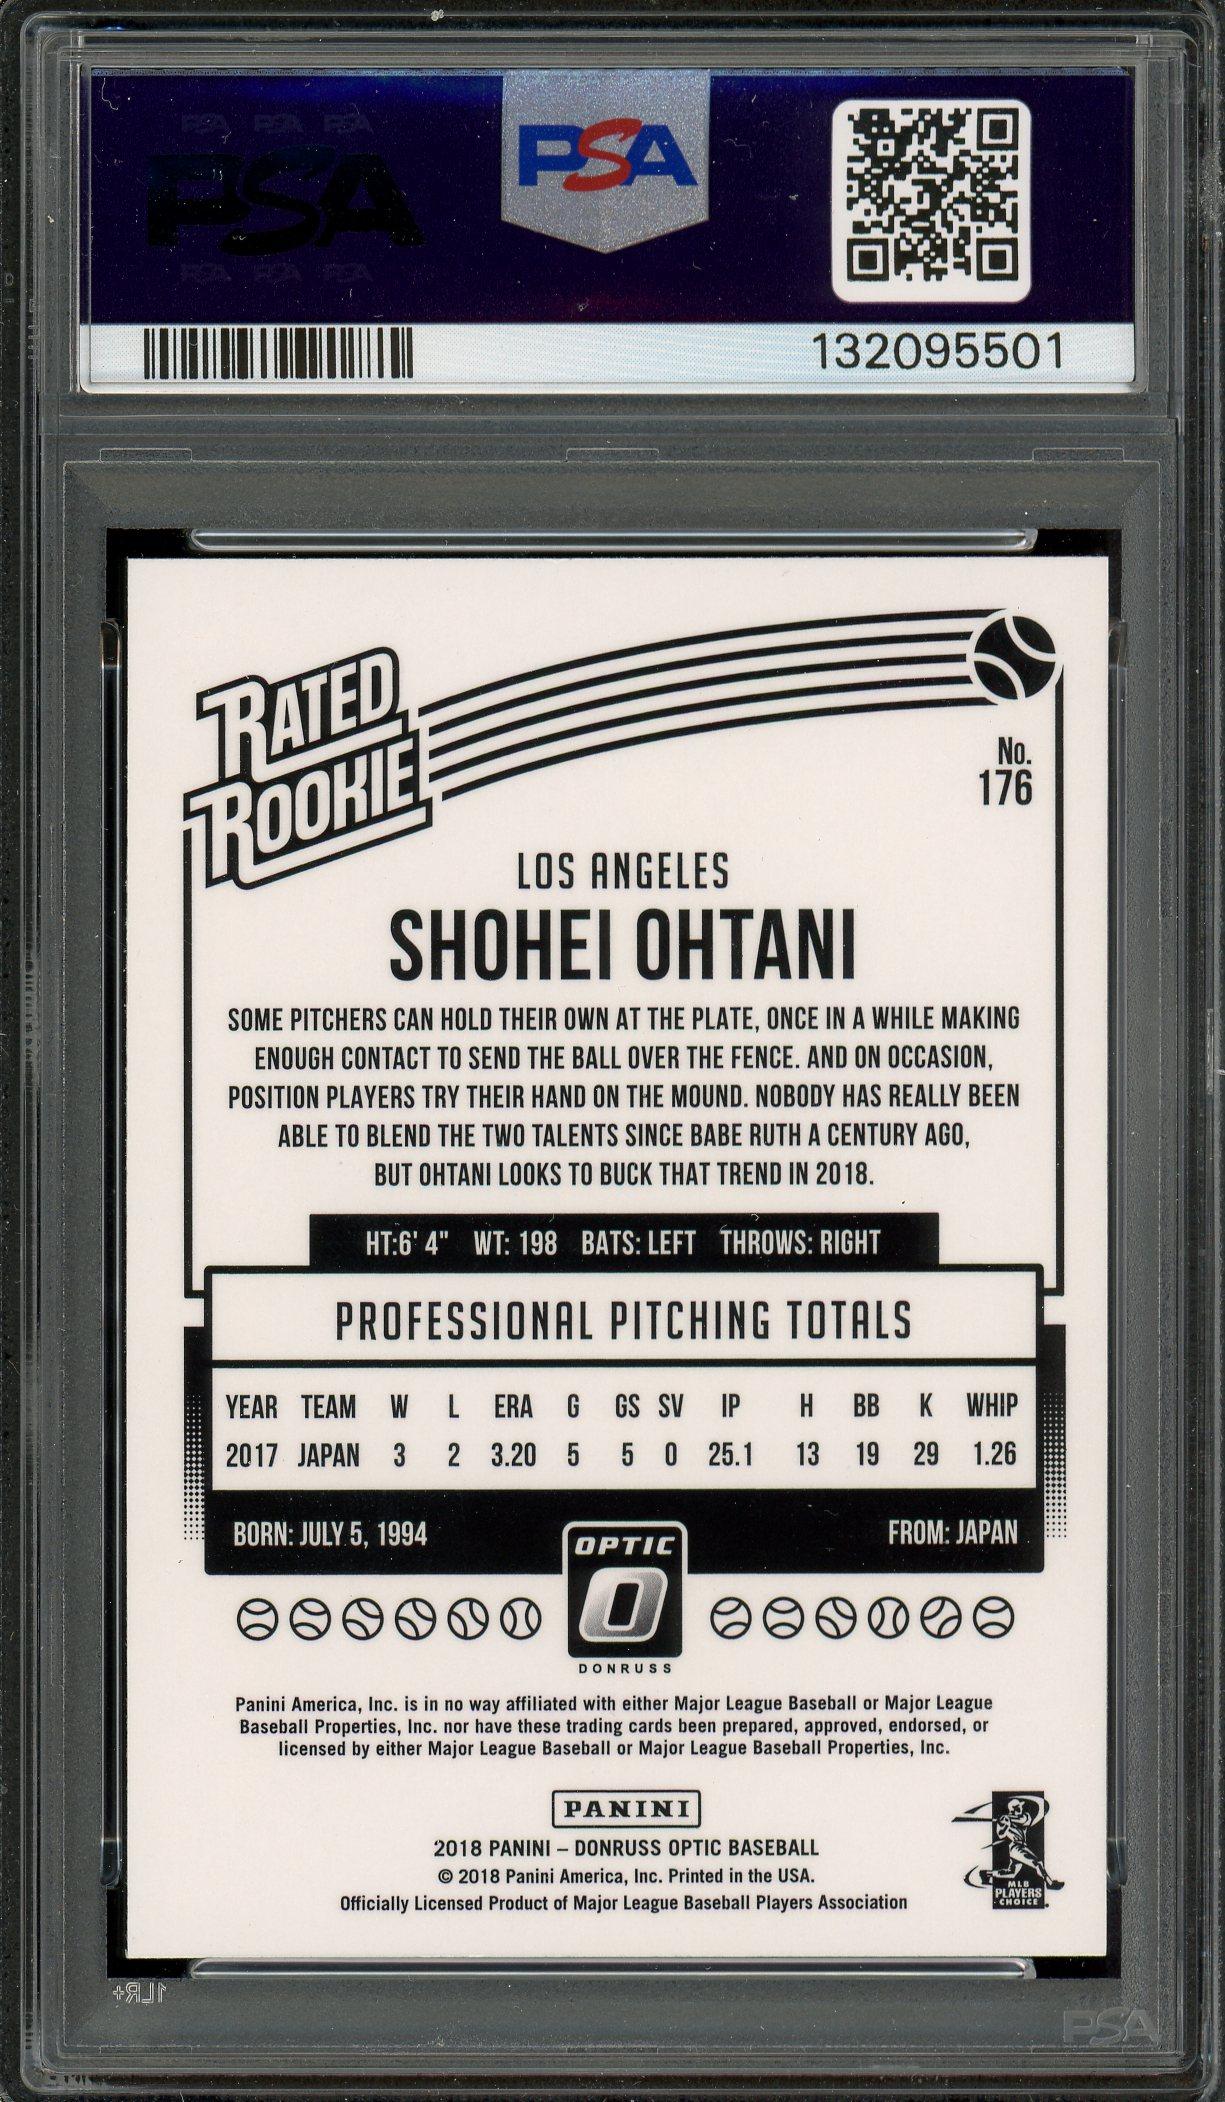 PSA PSA PSA
PSA
PSA
PSA PSA PSA
132095501
RATED
ROOKIE
No.
176
LOS ANGELES
SHOHEI OHTANI
SOME PITCHERS CAN HOLD THEIR OWN AT THE PLATE, ONCE IN A WHILE MAKING
ENOUGH CONTACT TO SEND THE BALL OVER THE FENCE. AND ON OCCASION,
POSITION PLAYERS TRY THEIR HAND ON THE MOUND. NOBODY HAS REALLY BEEN
ABLE TO BLEND THE TWO TALENTS SINCE BABE RUTH A CENTURY AGO,
BUT OHTANI LOOKS TO BUCK THAT TREND IN 2018.
HT:6' 4" WT: 198 BATS: LEFT THROWS: RIGHT
PROFESSIONAL PITCHING TOTALS
YEAR TEAM W L ERA G GS SV IP H BB K WHIP
2017 JAPAN 3 2 3.20 5 5 0 25.1 13 19 29 1.26
BORN: JULY 5, 1994 FROM: JAPAN
OPTIC
O
DONRUSS
Panini America, Inc. is in no way affiliated with either Major League Baseball or Major League
Baseball Properties, Inc. nor have these trading cards been prepared, approved, endorsed, or
licensed by either Major League Baseball or Major League Baseball Properties, Inc.
PANINI
2018 PANINI – DONRUSS OPTIC BASEBALL
© 2018 Panini America, Inc. Printed in the USA.
Officially Licensed Product of Major League Baseball Players Association
MLB
PLAYERS
CHOICE
1LR+
PSA